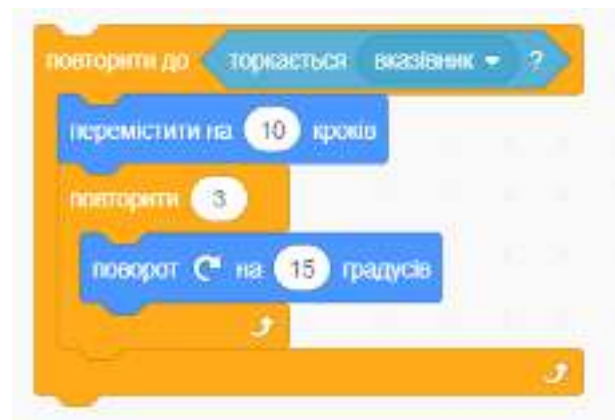 повторити до торкається вказівник ?
перемістити на 10 кроків
повторити 3
поворот на 15 градусів